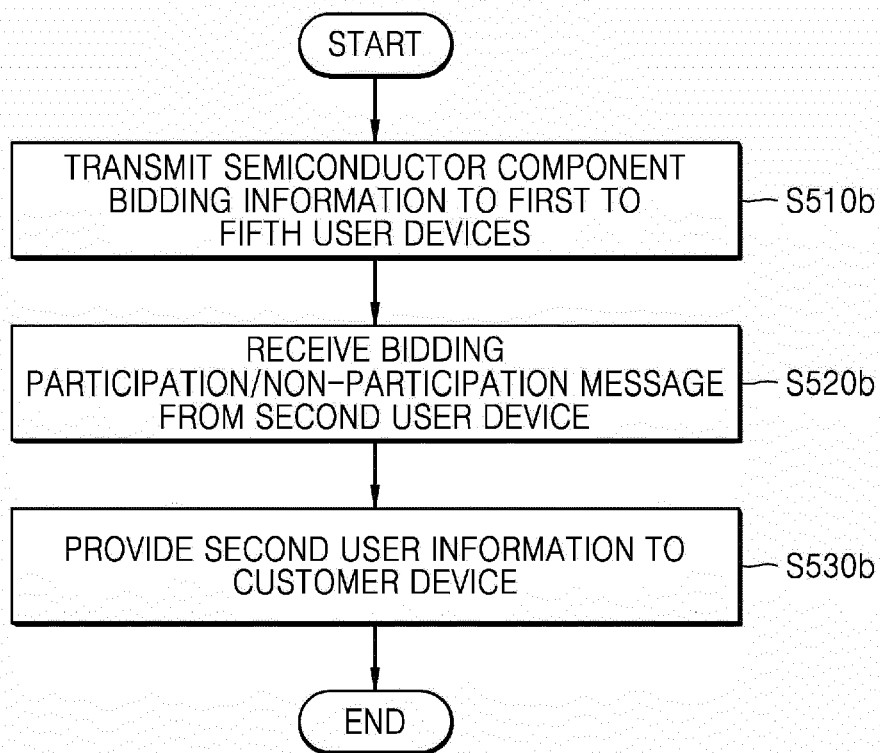 START
TRANSMIT SEMICONDUCTOR COMPONENT
BIDDING INFORMATION TO FIRST TO
FIFTH USER DEVICES
S510b
RECEIVE BIDDING
PARTICIPATION/NON-PARTICIPATION MESSAGE
FROM SECOND USER DEVICE
S520b
PROVIDE SECOND USER INFORMATION TO
CUSTOMER DEVICE
S530b
END